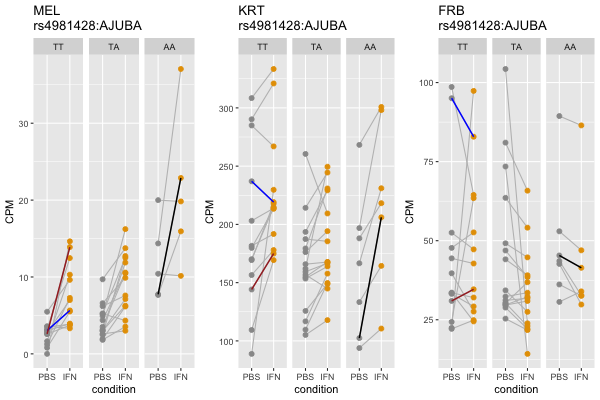 MEL
rs4981428:AJUBA
TT
TA
AA
CPM
30
20
10
0
PBS IFN PBS IFN PBS IFN
condition
KRT
rs4981428:AJUBA
TT
TA
AA
CPM
300
250
200
150
100
PBS IFN PBS IFN PBS IFN
condition
FRB
rs4981428:AJUBA
TT
TA
AA
CPM
100
75
50
25
PBS IFN PBS IFN PBS IFN
condition